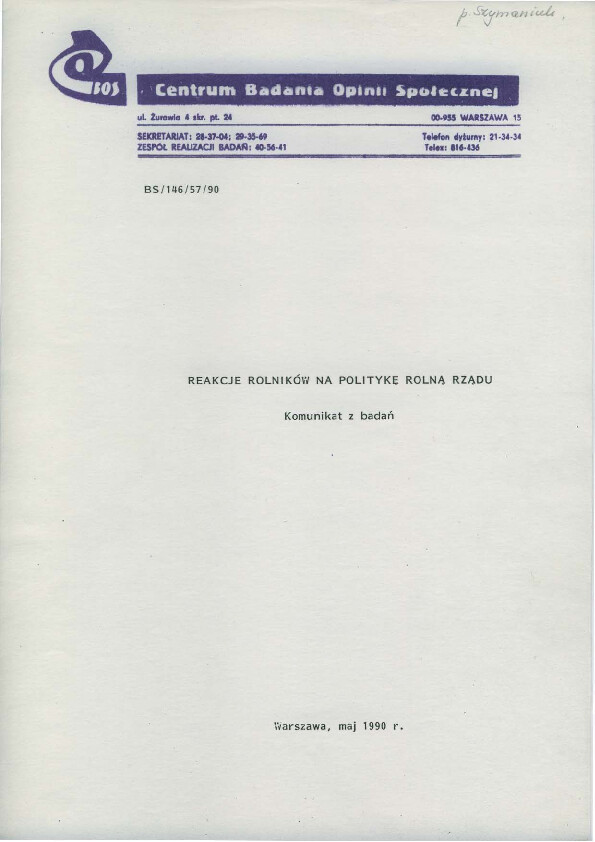 p. Szymaniuk
CBOS
Centrum Badania Opinii Społecznej
ul. Żurawia 4 skr. pt. 24
00-955 WARSZAWA 15
SEKRETARIAT: 28-37-04; 29-35-69
Telefon dyżurny: 21-34-34
ZESPÓŁ REALIZACJI BADAŃ: 40-56-41
Telex: 816-436
BS/146/57/90
REAKCJE ROLNIKÓW NA POLITYKĘ ROLNĄ RZĄDU
Komunikat z badań
Warszawa, maj 1990 r.